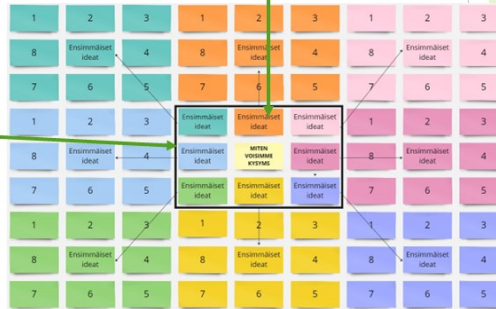 1 2 3 1 2 3 1 2 3
8 Ensimmäiset ideat 4 8 Ensimmäiset ideat 4 8 Ensimmäiset ideat 4
7 6 5 7 6 5 7 6 5
1 2 3 Ensimmäiset ideat Ensimmäiset ideat Ensimmäiset ideat 1 2 3
8 Ensimmäiset ideat 4 Ensimmäiset ideat MITEN VOISIMME KYSYMS Ensimmäiset ideat 8 Ensimmäiset ideat 4
7 6 5 Ensimmäiset ideat Ensimmäiset ideat Ensimmäiset ideat 7 6 5
1 2 3 1 2 3 1 2 3
8 Ensimmäiset ideat 4 8 Ensimmäiset ideat 4 8 Ensimmäiset ideat 4
7 6 5 7 6 5 7 6 5